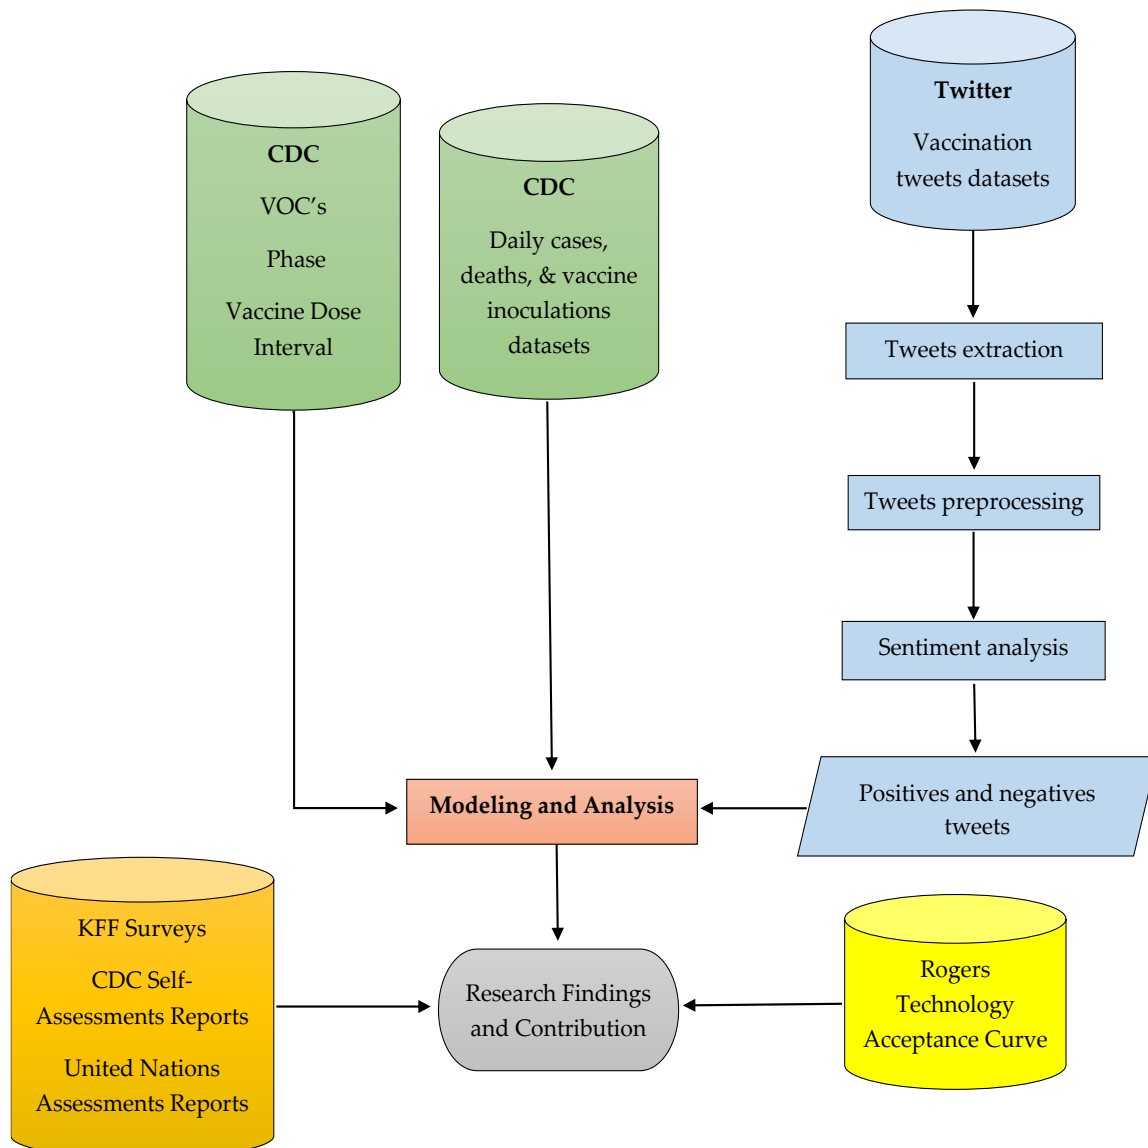 CDC
VOC’s
Phase
Vaccine Dose
Interval
CDC
Daily cases,
deaths, & vaccine
inoculations
datasets
Twitter
Vaccination
tweets datasets
Tweets extraction
Tweets preprocessing
Sentiment analysis
Positives and negatives
tweets
Modeling and Analysis
KFF Surveys
CDC Self-
Assessments Reports
United Nations
Assessments Reports
Research Findings
and Contribution
Rogers
Technology
Acceptance Curve